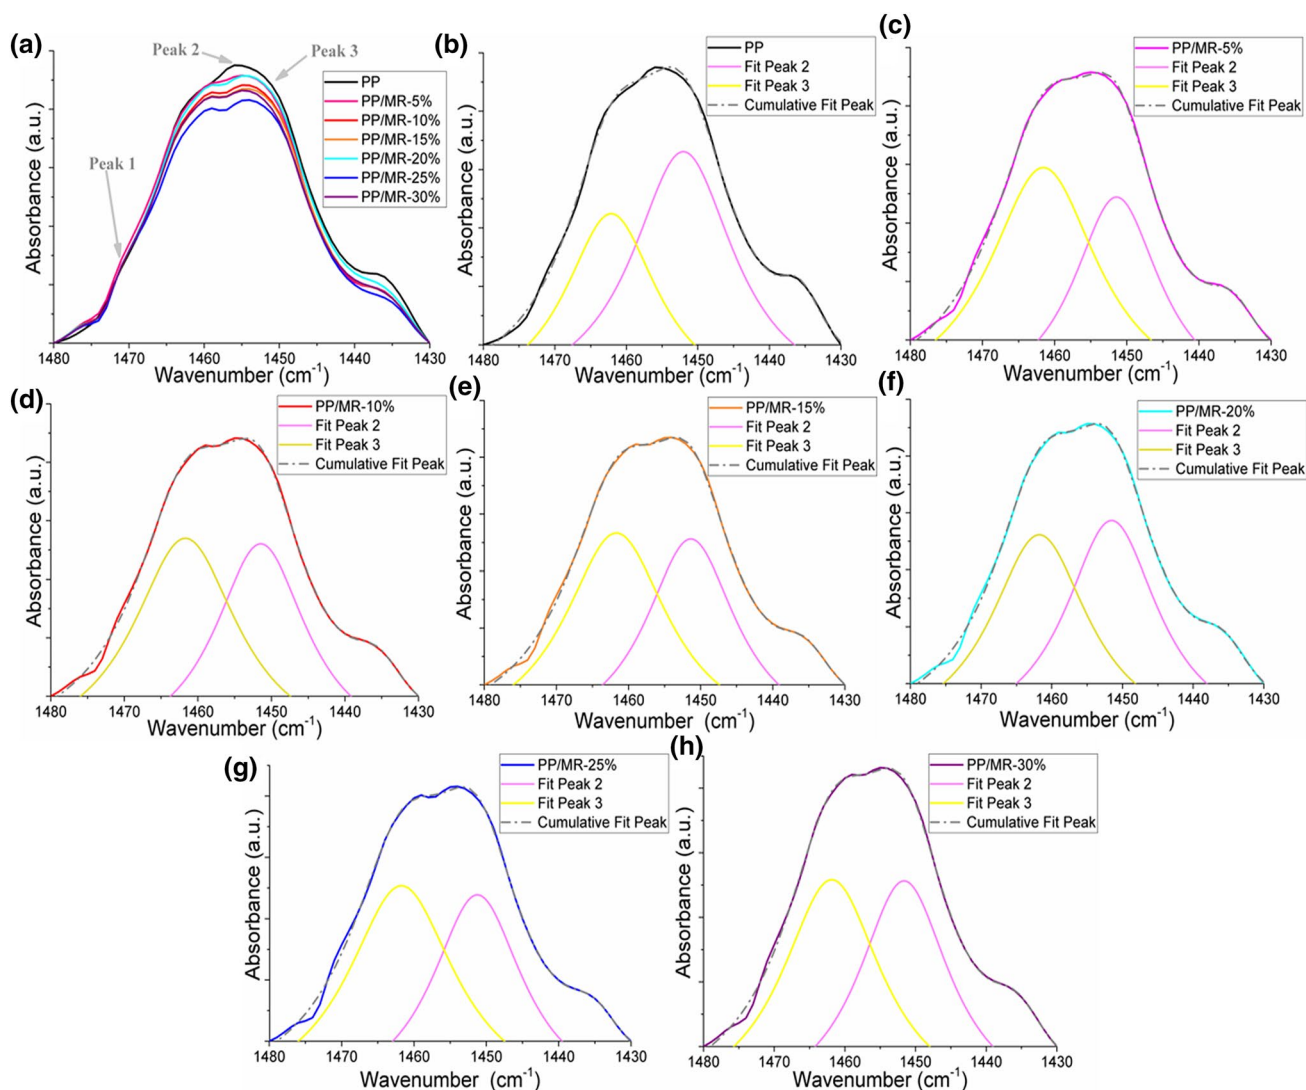 (a)
Peak 2
Peak 3
Peak 1
PP
PP/MR-5%
PP/MR-10%
PP/MR-15%
PP/MR-20%
PP/MR-25%
PP/MR-30%
Absorbance (a.u.)
1480 1470 1460 1450 1440 1430
Wavenumber (cm⁻¹)
(b)
PP
Fit Peak 2
Fit Peak 3
Cumulative Fit Peak
Absorbance (a.u.)
1480 1470 1460 1450 1440 1430
Wavenumber (cm⁻¹)
(c)
PP/MR-5%
Fit Peak 2
Fit Peak 3
Cumulative Fit Peak
Absorbance (a.u.)
1480 1470 1460 1450 1440 1430
Wavenumber (cm⁻¹)
(d)
PP/MR-10%
Fit Peak 2
Fit Peak 3
Cumulative Fit Peak
Absorbance (a.u.)
1480 1470 1460 1450 1440 1430
Wavenumber (cm⁻¹)
(e)
PP/MR-15%
Fit Peak 2
Fit Peak 3
Cumulative Fit Peak
Absorbance (a.u.)
1480 1470 1460 1450 1440 1430
Wavenumber (cm⁻¹)
(f)
PP/MR-20%
Fit Peak 2
Fit Peak 3
Cumulative Fit Peak
Absorbance (a.u.)
1480 1470 1460 1450 1440 1430
Wavenumber (cm⁻¹)
(g)
PP/MR-25%
Fit Peak 2
Fit Peak 3
Cumulative Fit Peak
Absorbance (a.u.)
1480 1470 1460 1450 1440 1430
Wavenumber (cm⁻¹)
(h)
PP/MR-30%
Fit Peak 2
Fit Peak 3
Cumulative Fit Peak
Absorbance (a.u.)
1480 1470 1460 1450 1440 1430
Wavenumber (cm⁻¹)